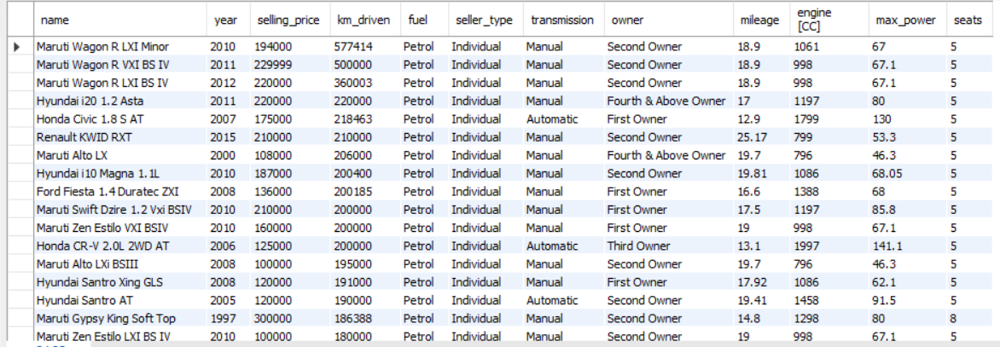 name year selling_price km_driven fuel seller_type transmission owner mileage engine [CC] max_power seats
Maruti Wagon R LXI Minor 2010 194000 577414 Petrol Individual Manual Second Owner 18.9 1061 67 5
Maruti Wagon R VXI BS IV 2011 229999 500000 Petrol Individual Manual Second Owner 18.9 998 67.1 5
Maruti Wagon R LXI BS IV 2012 220000 360003 Petrol Individual Manual Second Owner 18.9 998 67.1 5
Hyundai i20 1.2 Asta 2011 220000 220000 Petrol Individual Manual Fourth & Above Owner 17 1197 80 5
Honda Civic 1.8 S AT 2007 175000 218463 Petrol Individual Automatic First Owner 12.9 1799 130 5
Renault KWID RXT 2015 210000 210000 Petrol Individual Manual Second Owner 25.17 799 53.3 5
Maruti Alto LX 2000 108000 206000 Petrol Individual Manual Fourth & Above Owner 19.7 796 46.3 5
Hyundai i10 Magna 1.1L 2010 187000 200400 Petrol Individual Manual Second Owner 19.81 1086 68.05 5
Ford Fiesta 1.4 Duratec ZXI 2008 136000 200185 Petrol Individual Manual First Owner 16.6 1388 68 5
Maruti Swift Dzire 1.2 Vxi BSIV 2010 210000 200000 Petrol Individual Manual First Owner 17.5 1197 85.8 5
Maruti Zen Estilo VXI BSIV 2010 160000 200000 Petrol Individual Manual First Owner 19 998 67.1 5
Honda CR-V 2.0L 2WD AT 2006 125000 200000 Petrol Individual Automatic Third Owner 13.1 1997 141.1 5
Maruti Alto LXi BSIII 2008 100000 195000 Petrol Individual Manual Second Owner 19.7 796 46.3 5
Hyundai Santro Xing GLS 2008 120000 191000 Petrol Individual Manual First Owner 17.92 1086 62.1 5
Hyundai Santro AT 2005 120000 190000 Petrol Individual Automatic Second Owner 19.41 1458 91.5 5
Maruti Gypsy King Soft Top 1997 300000 186388 Petrol Individual Manual Second Owner 14.8 1298 80 8
Maruti Zen Estilo LXI BS IV 2010 100000 180000 Petrol Individual Manual Second Owner 19 998 67.1 5